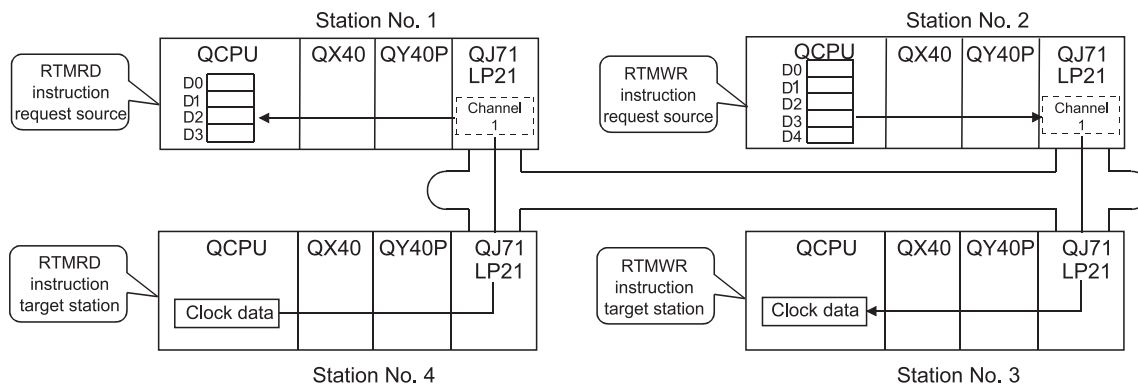 Station No. 1
RTMRD
instruction
request source
QCPU
D0
D1
D2
D3
QX40
QY40P
QJ71
LP21
Channel
1
Station No. 2
RTMWR
instruction
request source
QCPU
D0
D1
D2
D3
D4
QX40
QY40P
QJ71
LP21
Channel
1
RTMRD
instruction
target station
QCPU
Clock data
QX40
QY40P
QJ71
LP21
Station No. 4
RTMWR
instruction
target station
QCPU
Clock data
QX40
QY40P
QJ71
LP21
Station No. 3